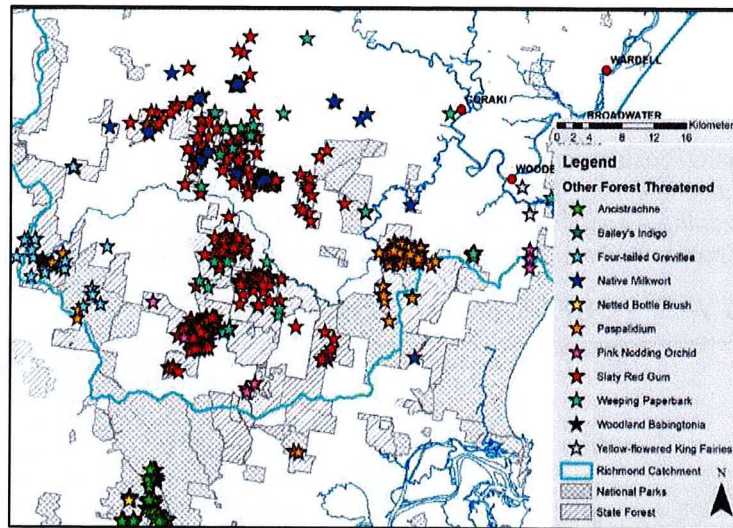 WARDELL
CORAKI
BROADWATER
Kilometer
0 2 4 8 12 16
Legend
Other Forest Threatened
Ancistrachne
Bailey's Indigo
Four-tailed Grevillea
Native Milkwort
Netted Bottle Brush
Paspalidium
Pink Nodding Orchid
Slaty Red Gum
Weeping Paperbark
Woodland Babingtonia
Yellow-flowered King Fairies
Richmond Catchment
N
National Parks
State Forest